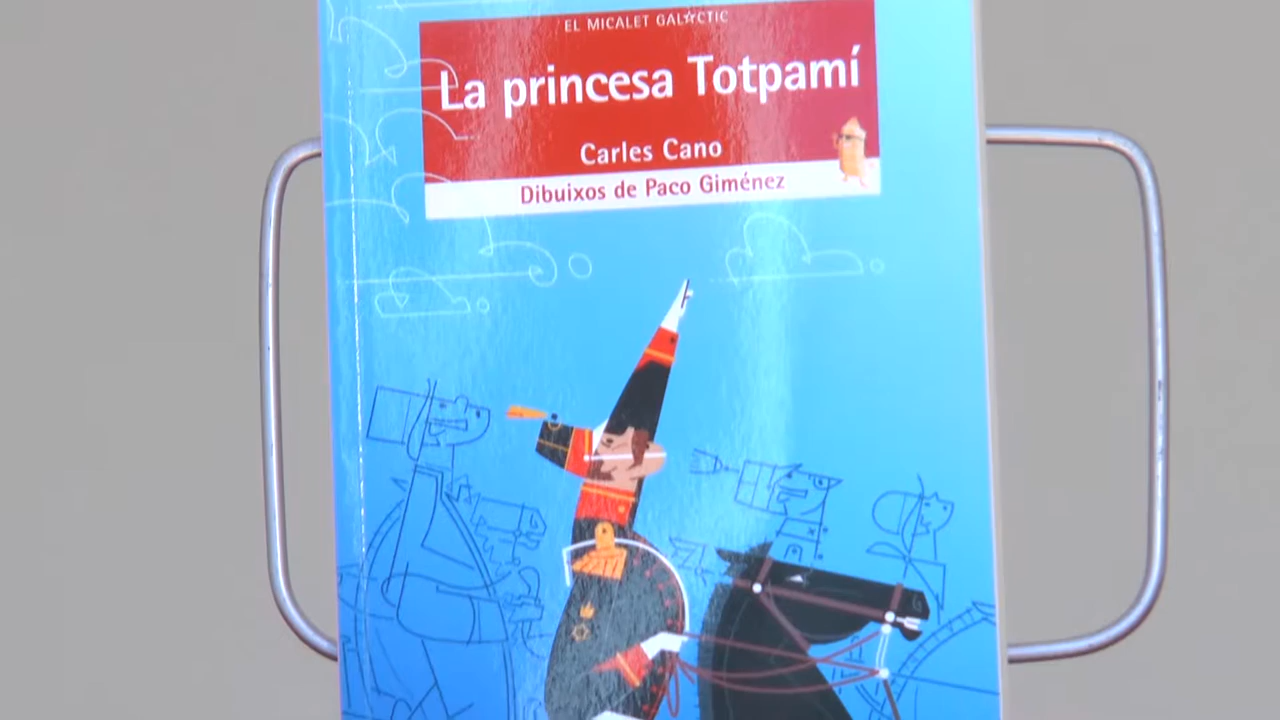 EL MICALET GALÀCTIC
La princesa Totpamí
Carles Cano
Dibuixos de Paco Giménez